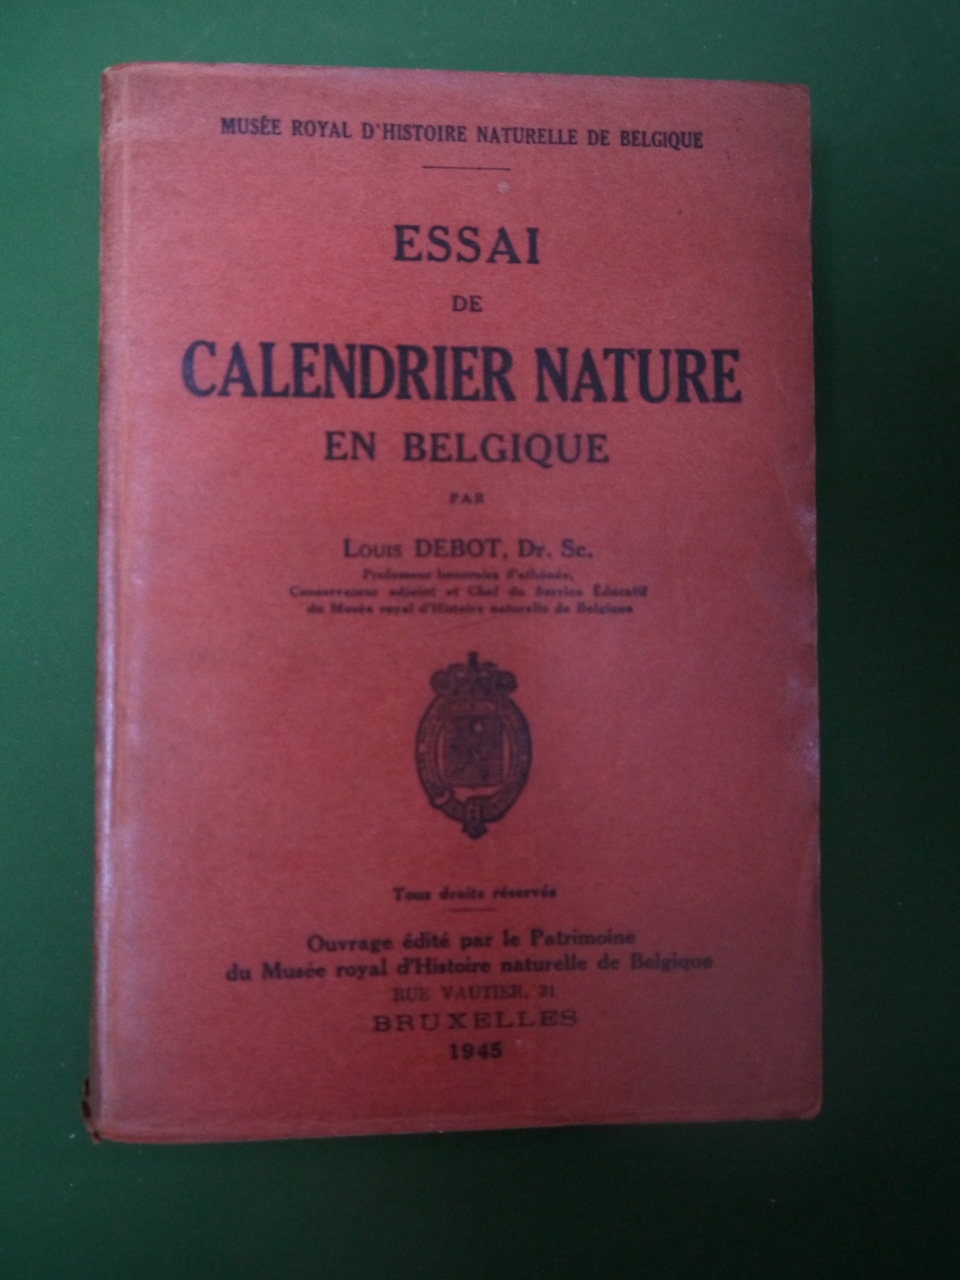 MUSÉE ROYAL D'HISTOIRE NATURELLE DE BELGIQUE
ESSAI
DE
CALENDRIER NATURE
EN BELGIQUE
PAR
Louis DEBOT, Dr. Sc.
Professeur honoraire d'athénée,
Conservateur adjoint et Chef du Service Éducatif
du Musée royal d'Histoire naturelle de Belgique
Tous droits réservés
Ouvrage édité par le Patrimoine
du Musée royal d'Histoire naturelle de Belgique
RUE VAUTIER, 31
BRUXELLES
1945